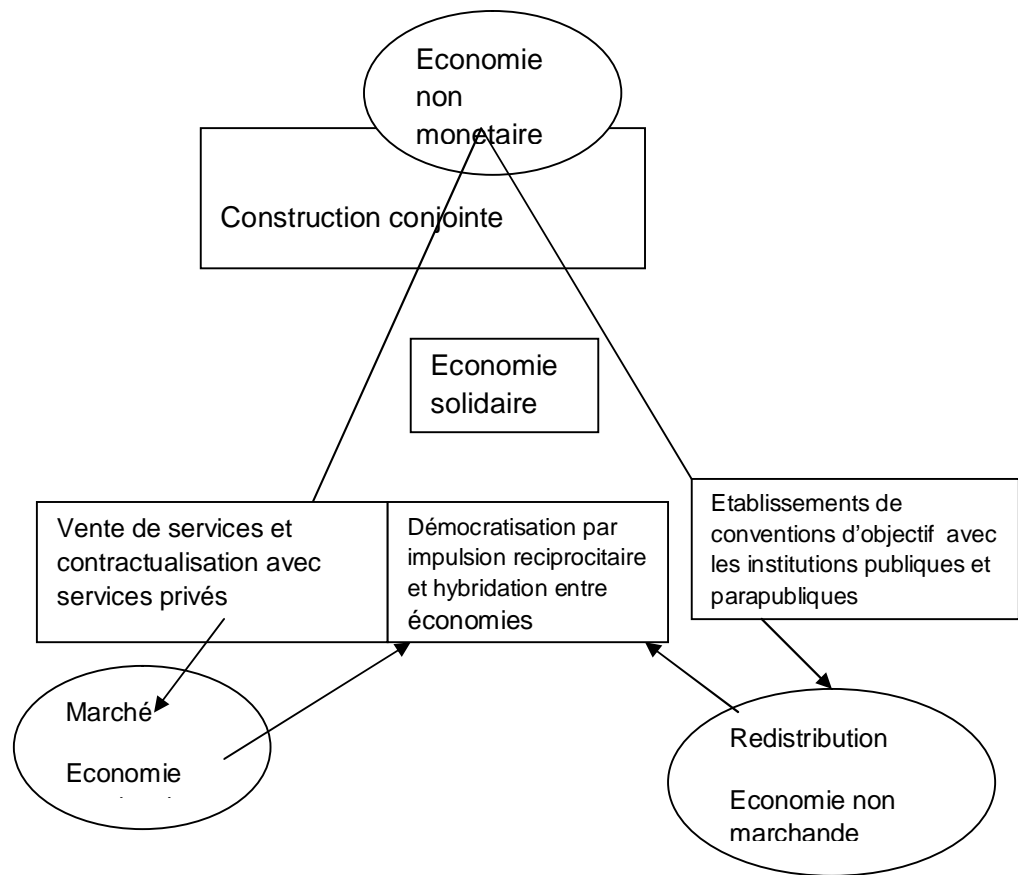 Economie
non
monetaire
Construction conjointe
Economie
solidaire
Vente de services et
contractualisation avec
services privés
Démocratisation par
impulsion reciprocitaire
et hybridation entre
économies
Etablissements de
conventions d’objectif avec
les institutions publiques et
parapubliques
Marché
Economie
Redistribution
Economie non
marchande